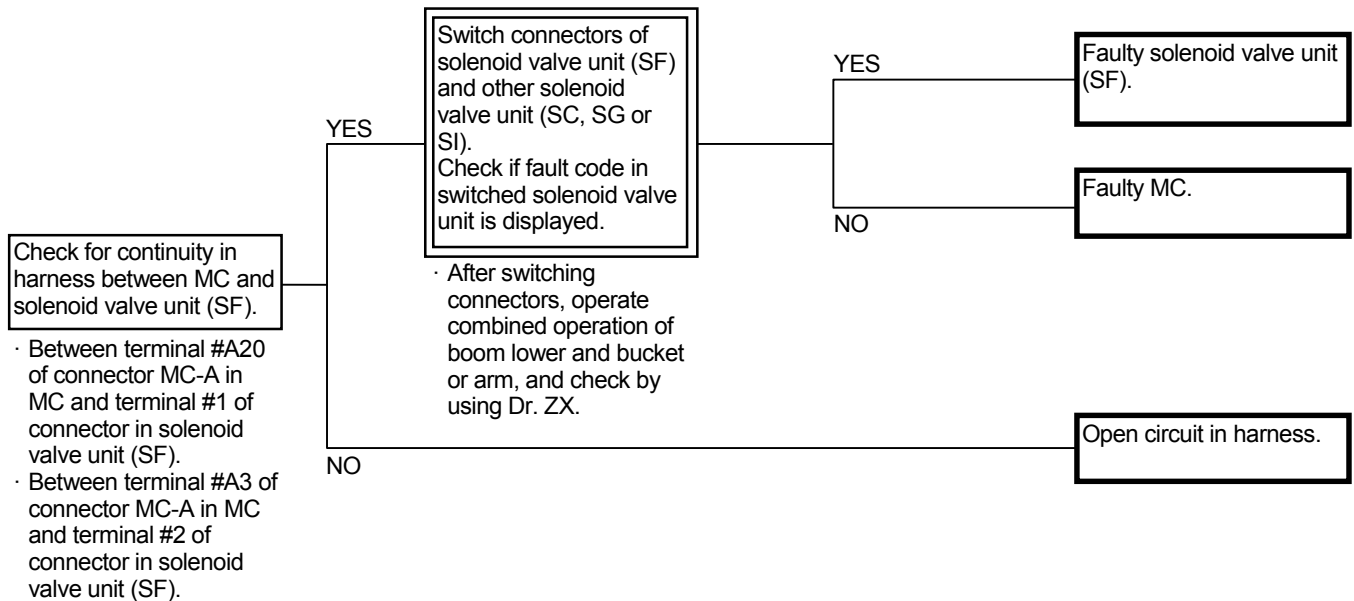 Check for continuity in
harness between MC and
solenoid valve unit (SF).
· Between terminal #A20
of connector MC-A in
MC and terminal #1 of
connector in solenoid
valve unit (SF).
· Between terminal #A3 of
connector MC-A in MC
and terminal #2 of
connector in solenoid
valve unit (SF).
YES
Switch connectors of
solenoid valve unit (SF)
and other solenoid
valve unit (SC, SG or
SI).
Check if fault code in
switched solenoid valve
unit is displayed.
· After switching
connectors, operate
combined operation of
boom lower and bucket
or arm, and check by
using Dr. ZX.
YES
Faulty solenoid valve unit
(SF).
NO
Faulty MC.
NO
Open circuit in harness.